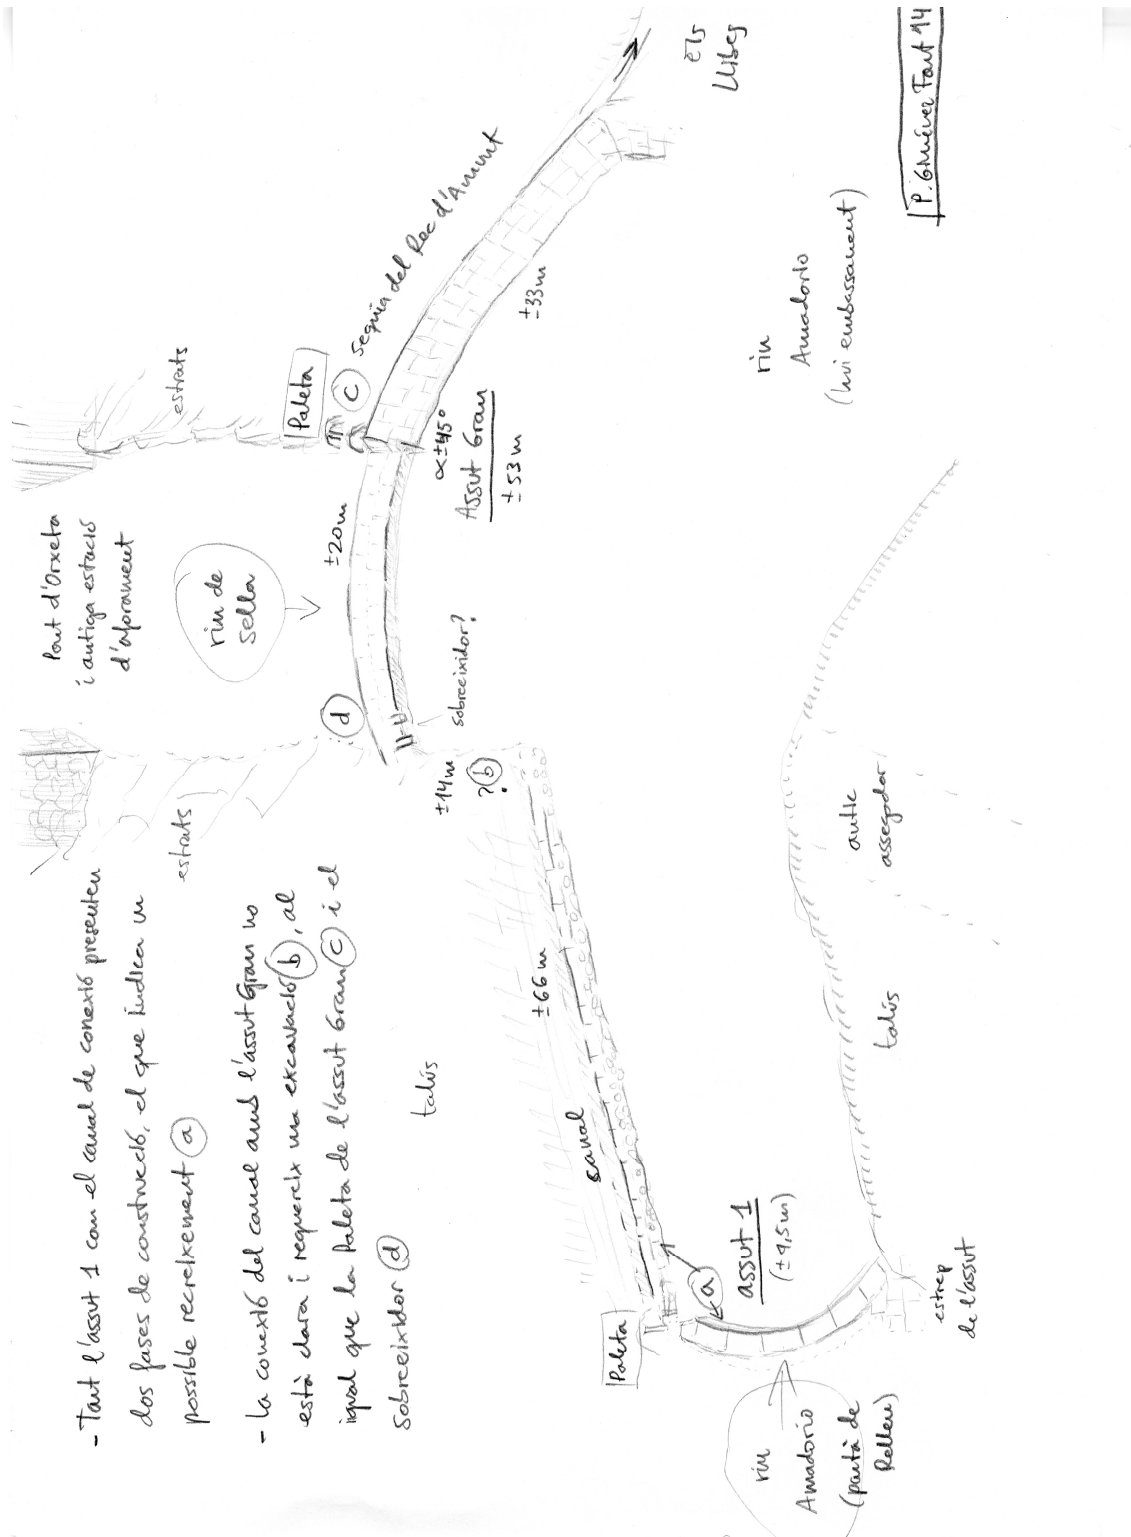 - Tant l'assut 1 com el canal de conexió presenten
dos fases de construcció, el que indica un
possible recreixement (a)
- La conexió del canal amb l'assut Gran no
està clara i requereix una excavació (b), al
igual que la Paleta de l'assut Gran (c) i el
sobreeixidor (d)
Pont d'Orxeta
i antiga estació
d'aforament
estrats
estrats
riu de
Sella
Paleta
(c)
Sequia del Rec d'Amunt
(d)
±20m
sobreeixidor?
α±45º
Assut Gran
±53m
±33m
Els
Llibes
±14m
? (b)
talús
±66m
canal
riu
Amadorio
(hui embassament)
P. Giménez Font 14
Paleta
(a)
assut 1
(±9,5m)
antic
assegador
talús
estrep
de l'assut
riu
Amadorio
(pantà de
Relleu)